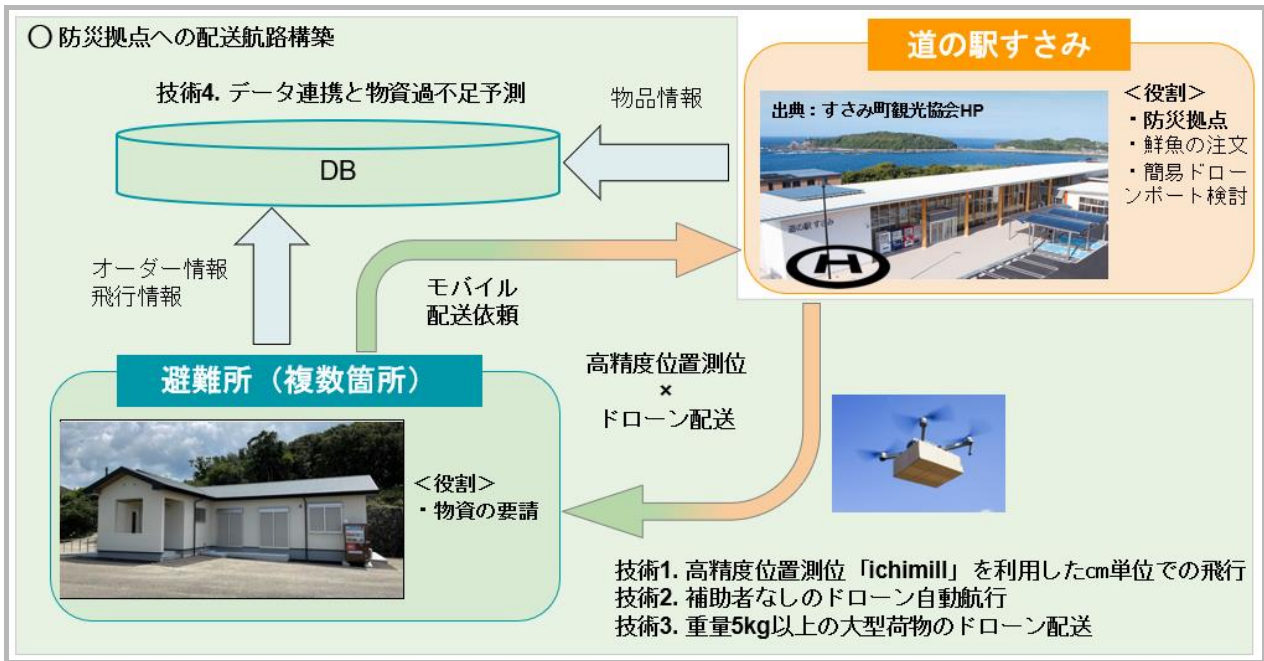 〇 防災拠点への配送航路構築
道の駅すさみ
技術4. データ連携と物資過不足予測
物品情報
DB
出典：すさみ町観光協会HP
道の駅すさみ
H
＜役割＞
・防災拠点
・鮮魚の注文
・簡易ドロー
ンポート検討
オーダー情報
飛行情報
モバイル
配送依頼
避難所（複数箇所）
＜役割＞
・物資の要請
高精度位置測位
×
ドローン配送
技術1. 高精度位置測位「ichimill」を利用した㎝単位での飛行
技術2. 補助者なしのドローン自動航行
技術3. 重量5kg以上の大型荷物のドローン配送